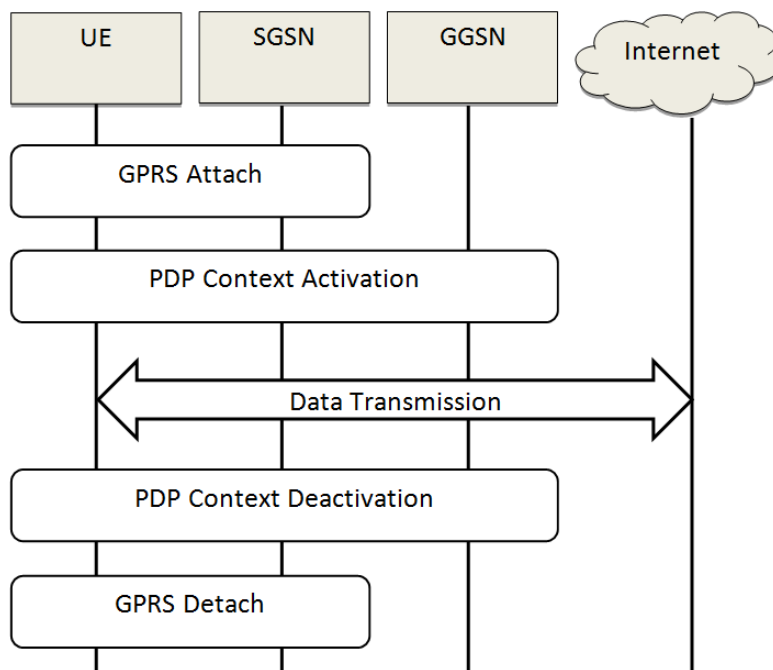 UE
SGSN
GGSN
Internet
GPRS Attach
PDP Context Activation
Data Transmission
PDP Context Deactivation
GPRS Detach